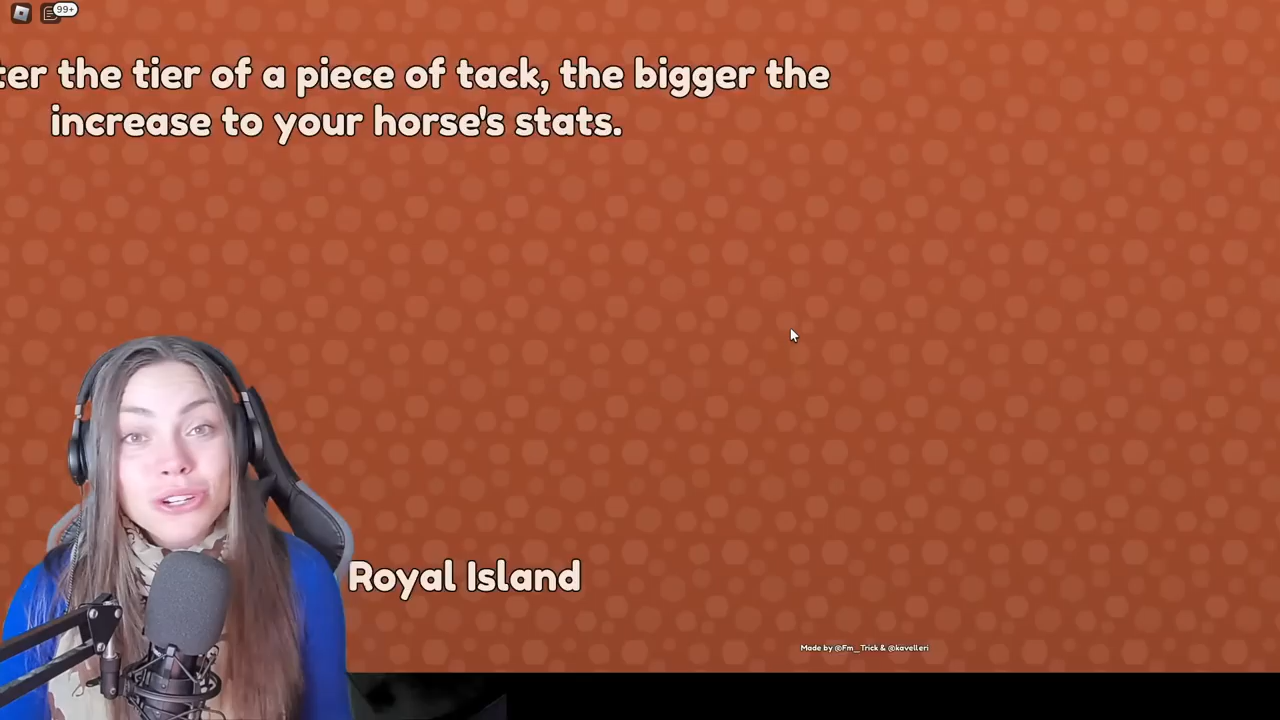 99+
the tier of a piece of tack, the bigger the
increase to your horse's stats.
Royal Island
Made by @Fm_Trick & @kavelleri